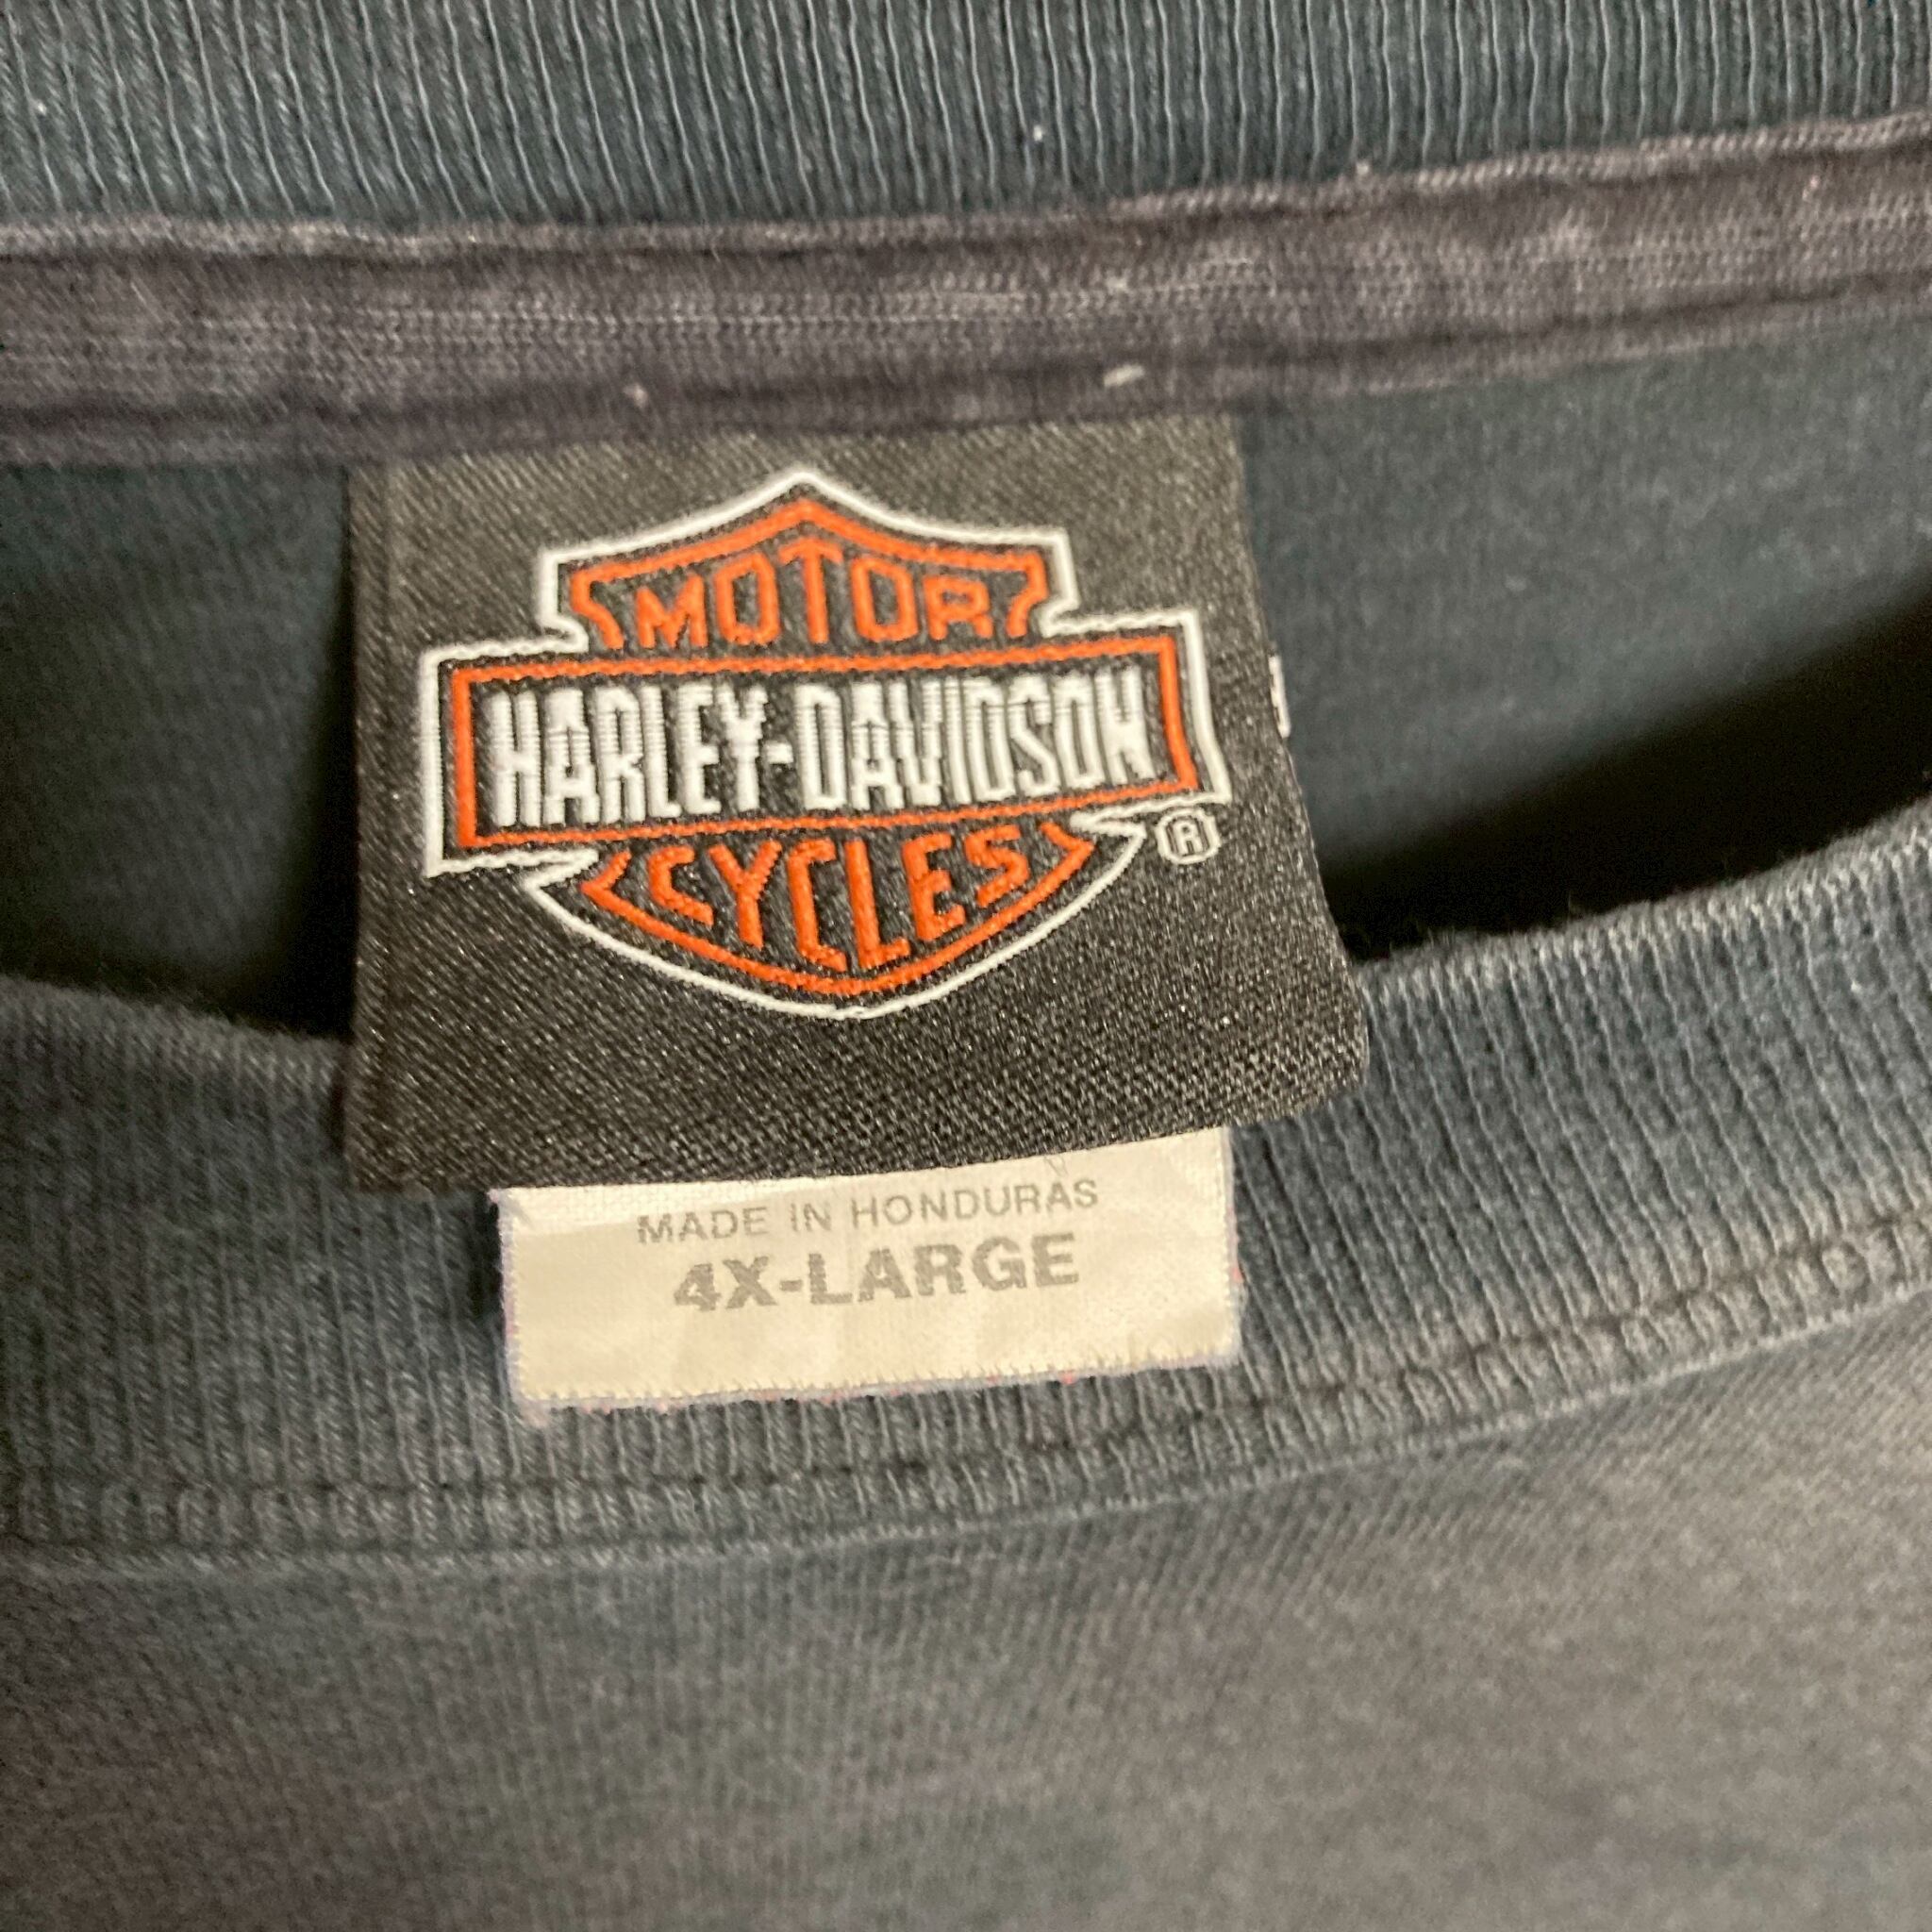 MOTOR
HARLEY-DAVIDSON
CYCLES
®
MADE IN HONDURAS
4X-LARGE